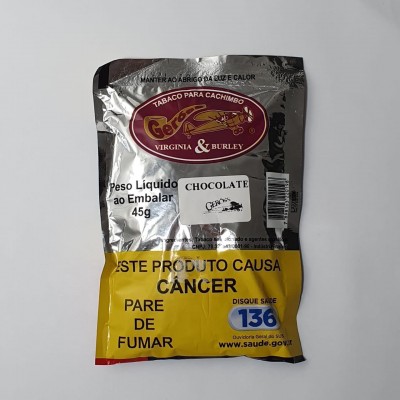 MANTER AO ABRIGO DA LUZ E CALOR
TABACO PARA CACHIMBO
Geróss
VIRGINIA & BURLEY
Peso Líquido
ao Embalar
45g
CHOCOLATE
ESTE PRODUTO CAUSA
CÂNCER
PARE
DE
FUMAR
DISQUE SAÚDE
136
www.saude.gov.